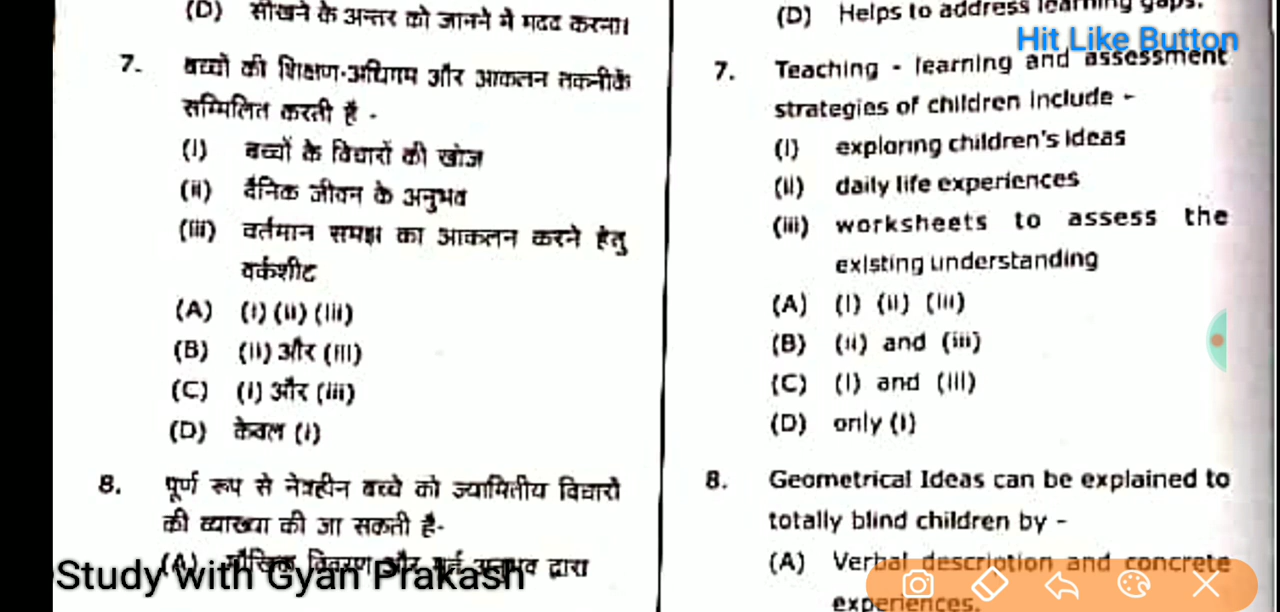 (D) सीखने के अन्तर को जानने मे मदद करना।
7. बच्चों की शिक्षण-अधिगम और आकलन तकनीकें
सम्मिलित करती है -
(i) बच्चों के विचारों की खोज
(ii) दैनिक जीवन के अनुभव
(iii) वर्तमान समझ का आकलन करने हेतु
वर्कशीट
(A) (i) (ii) (iii)
(B) (ii) और (iii)
(C) (i) और (iii)
(D) केवल (i)
8. पूर्ण रूप से नेत्रहीन बच्चे को ज्यामितीय विचारों
की व्याख्या की जा सकती है-
(A) मौखिक विवरण और मूर्त अनुभव द्वारा
Study with Gyan Prakash
(D) Helps to address learning gaps.
Hit Like Button
7. Teaching - learning and assessment
strategies of children include -
(i) exploring children's ideas
(ii) daily life experiences
(iii) worksheets to assess the
existing understanding
(A) (i) (ii) (iii)
(B) (ii) and (iii)
(C) (i) and (iii)
(D) only (i)
8. Geometrical Ideas can be explained to
totally blind children by -
(A) Verbal description and concrete
experiences.